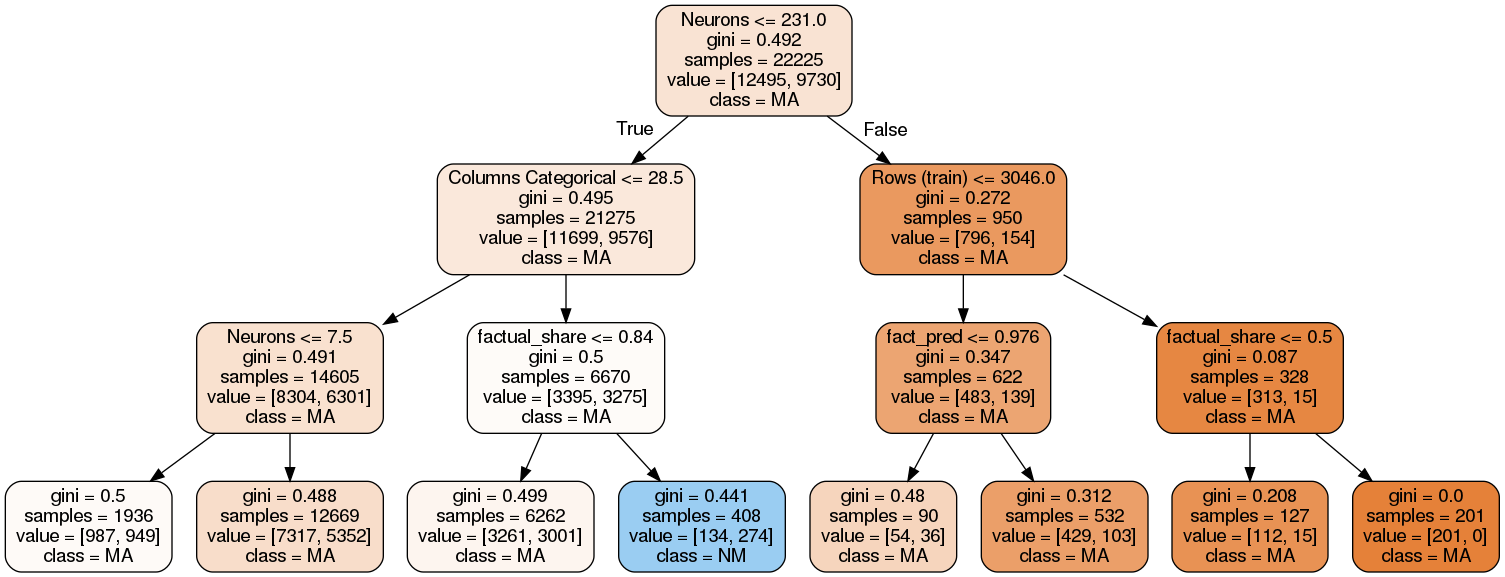 Neurons <= 231.0
gini = 0.492
samples = 22225
value = [12495, 9730]
class = MA
True
False
Columns Categorical <= 28.5
gini = 0.495
samples = 21275
value = [11699, 9576]
class = MA
Rows (train) <= 3046.0
gini = 0.272
samples = 950
value = [796, 154]
class = MA
Neurons <= 7.5
gini = 0.491
samples = 14605
value = [8304, 6301]
class = MA
factual_share <= 0.84
gini = 0.5
samples = 6670
value = [3395, 3275]
class = MA
fact_pred <= 0.976
gini = 0.347
samples = 622
value = [483, 139]
class = MA
factual_share <= 0.5
gini = 0.087
samples = 328
value = [313, 15]
class = MA
gini = 0.5
samples = 1936
value = [987, 949]
class = MA
gini = 0.488
samples = 12669
value = [7317, 5352]
class = MA
gini = 0.499
samples = 6262
value = [3261, 3001]
class = MA
gini = 0.441
samples = 408
value = [134, 274]
class = NM
gini = 0.48
samples = 90
value = [54, 36]
class = MA
gini = 0.312
samples = 532
value = [429, 103]
class = MA
gini = 0.208
samples = 127
value = [112, 15]
class = MA
gini = 0.0
samples = 201
value = [201, 0]
class = MA